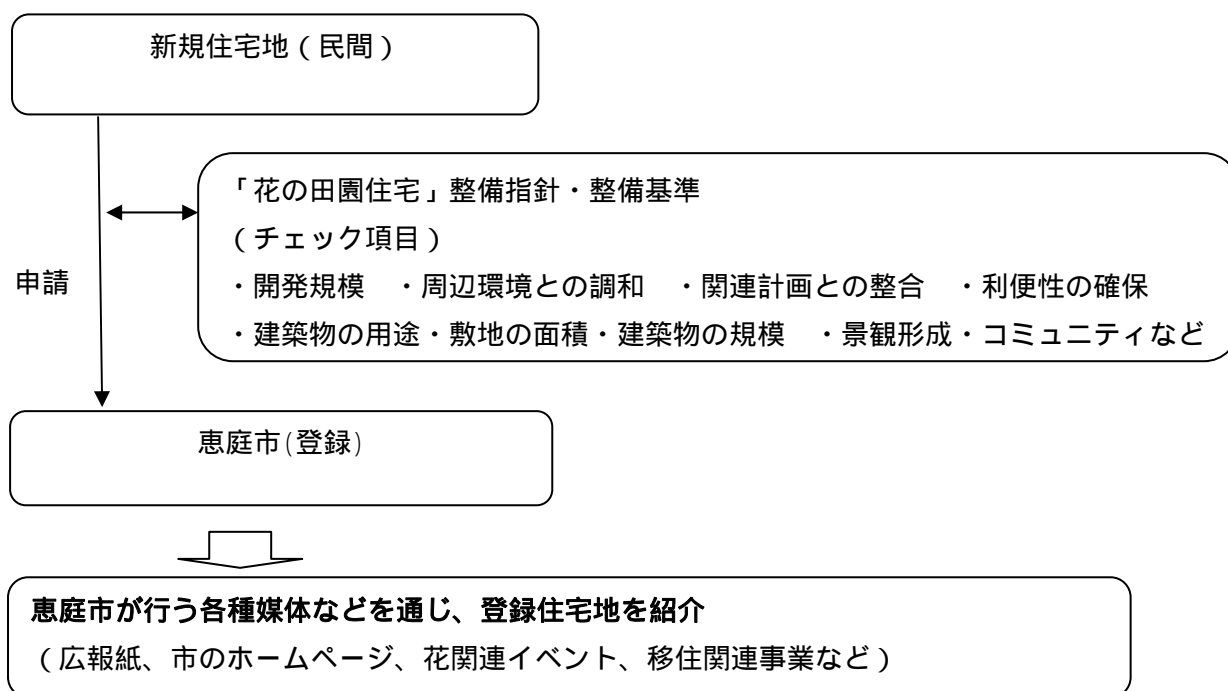 新規住宅地（民間）
「花の田園住宅」整備指針・整備基準
（チェック項目）
・開発規模　・周辺環境との調和　・関連計画との整合　・利便性の確保
・建築物の用途・敷地の面積・建築物の規模　・景観形成・コミュニティなど
申請
恵庭市(登録)
恵庭市が行う各種媒体などを通じ、登録住宅地を紹介
（広報紙、市のホームページ、花関連イベント、移住関連事業など）